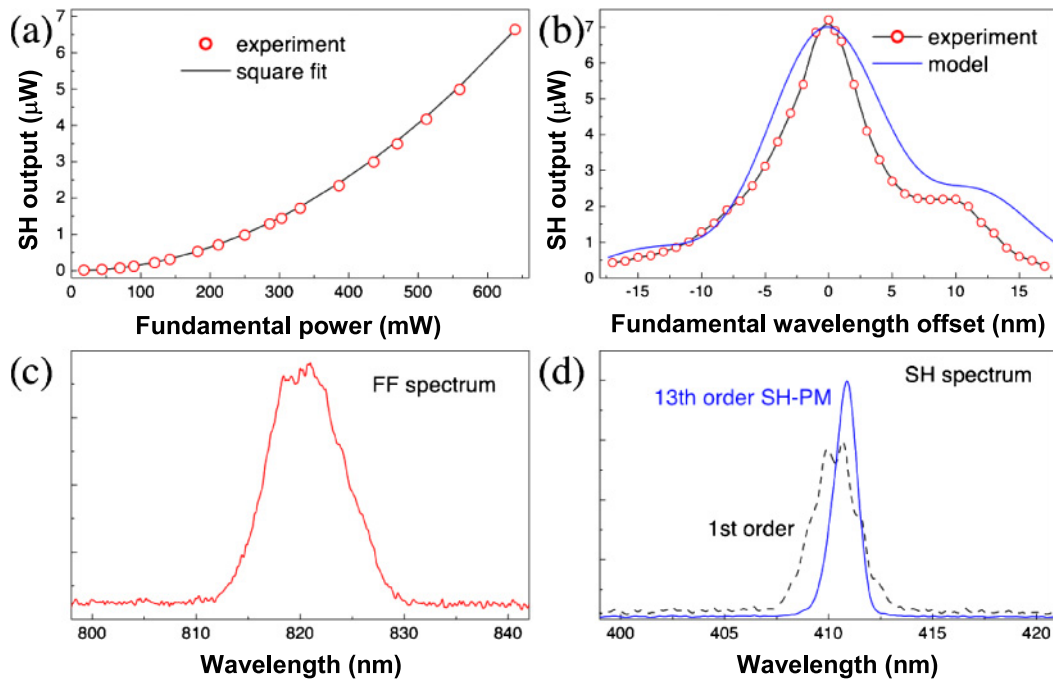 (a)
experiment
square fit
SH output (μW)
7
6
5
4
3
2
1
0
0 100 200 300 400 500 600
Fundamental power (mW)
(b)
experiment
model
SH output (μW)
7
6
5
4
3
2
1
0
-15 -10 -5 0 5 10 15
Fundamental wavelength offset (nm)
(c)
FF spectrum
800 810 820 830 840
Wavelength (nm)
(d)
SH spectrum
13th order SH-PM
1st order
400 405 410 415 420
Wavelength (nm)